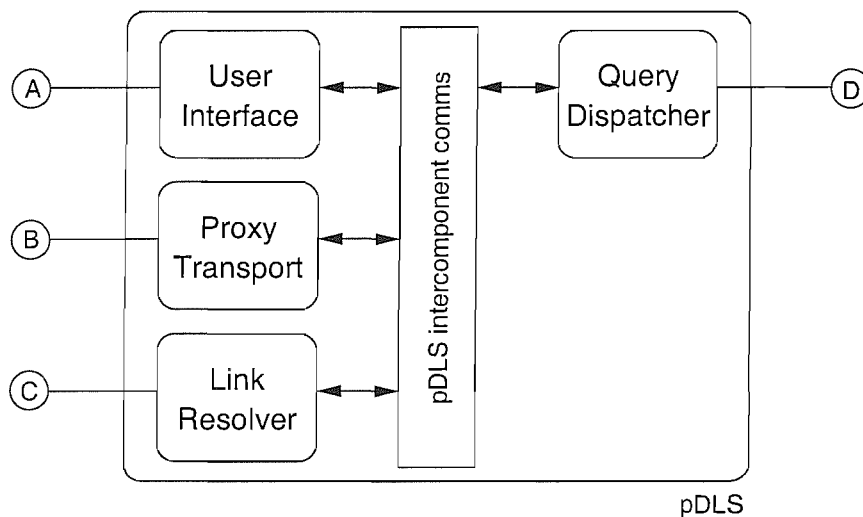 A
User
Interface
Query
Dispatcher
D
B
Proxy
Transport
pDLS intercomponent comms
C
Link
Resolver
pDLS